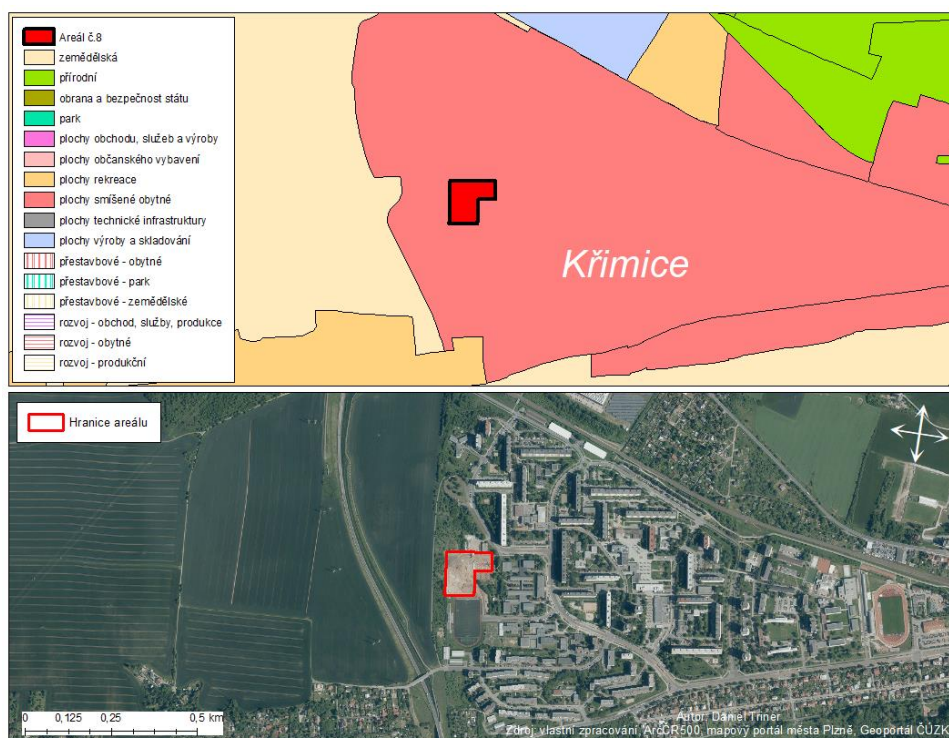 Areál č.8
zemědělská
přírodní
obrana a bezpečnost státu
park
plochy obchodu, služeb a výroby
plochy občanského vybavení
plochy rekreace
plochy smíšené obytné
plochy technické infrastruktury
plochy výroby a skladování
přestavbové - obytné
přestavbové - park
přestavbové - zemědělské
rozvoj - obchod, služby, produkce
rozvoj - obytné
rozvoj - produkční
Křimice
Hranice areálu
0 0,125 0,25 0,5 km
Autor: Daniel Triner
Zdroj: vlastní zpracování, ArcČR500, mapový portál města Plzně, Geoportál ČÚZK